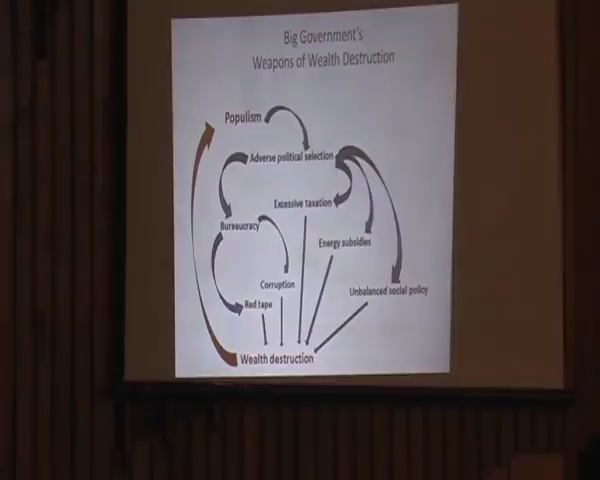 Big Government's
Weapons of Wealth Destruction
Populism
Adverse political selection
Excessive taxation
Bureaucracy
Energy subsidies
Corruption
Unbalanced social policy
Red tape
Wealth destruction